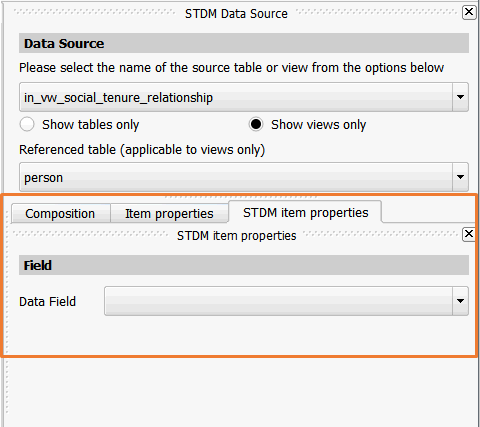 STDM Data Source
Data Source
Please select the name of the source table or view from the options below
in_vw_social_tenure_relationship
Show tables only Show views only
Referenced table (applicable to views only)
person
Composition Item properties STDM item properties
STDM item properties
Field
Data Field